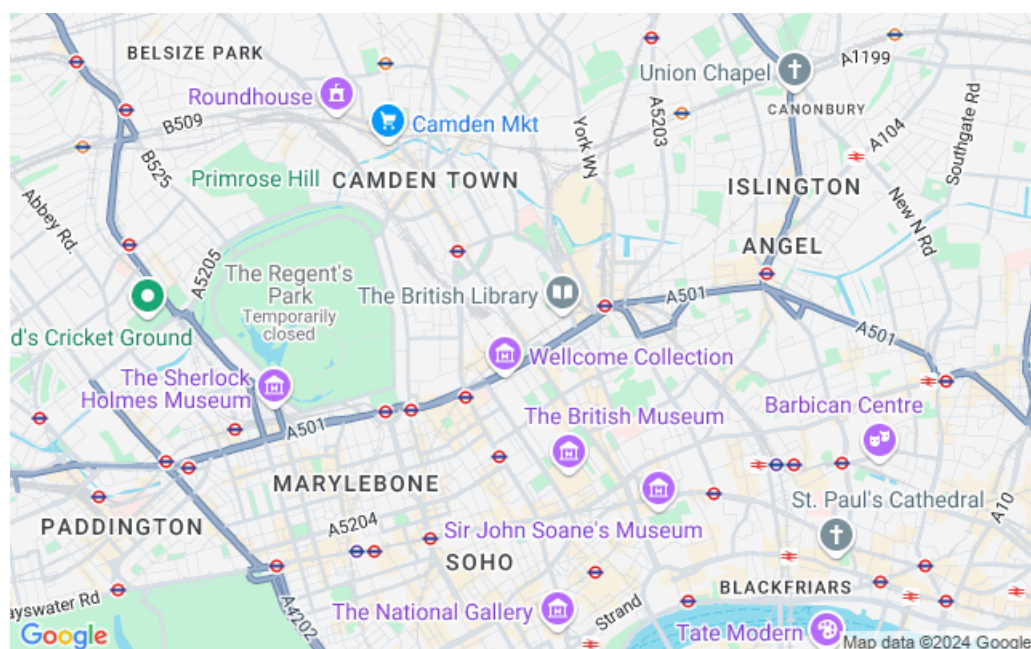 BELSIZE PARK
Union Chapel
A1199
Roundhouse
CANONBURY
B509
Camden Mkt
York Wy
A5203
A104
Southgate Rd
B525
Primrose Hill
CAMDEN TOWN
ISLINGTON
Abbey Rd.
New N Rd
ANGEL
A5205
The Regent's
Park
Temporarily
closed
The British Library
A501
d's Cricket Ground
A501
Wellcome Collection
The Sherlock
Holmes Museum
A501
The British Museum
Barbican Centre
MARYLEBONE
St. Paul's Cathedral
A10
PADDINGTON
A5204
Sir John Soane's Museum
SOHO
BLACKFRIARS
ayswater Rd
A4202
The National Gallery
Strand
Tate Modern
Google
Map data ©2024 Google